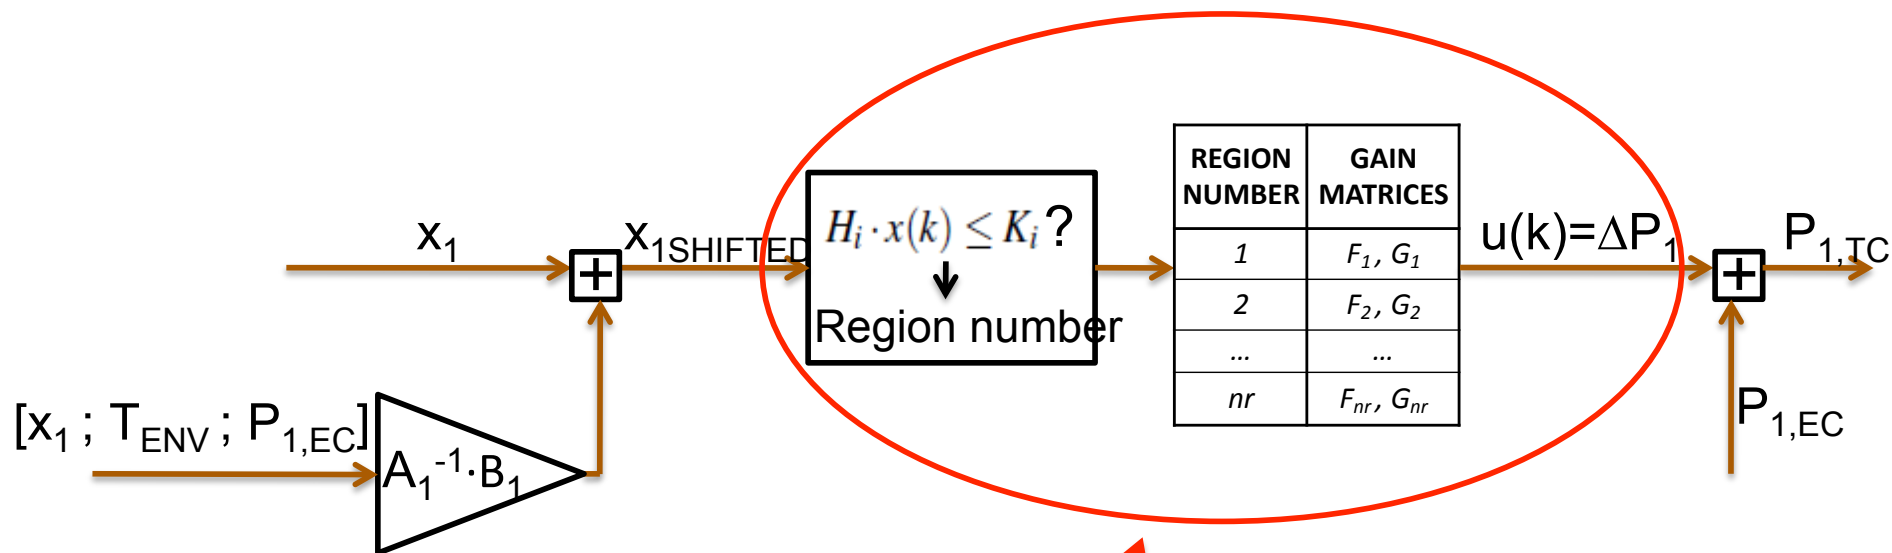 x₁
+
x₁SHIFTED
Hᵢ · x(k) ≤ Kᵢ ?
Region number
REGION NUMBER GAIN MATRICES
1 F₁, G₁
2 F₂, G₂
... ...
nr Fₙᵣ, Gₙᵣ
u(k)=ΔP₁
+
P₁,TC
P₁,EC
[x₁ ; T_ENV ; P₁,EC]
A₁⁻¹·B₁